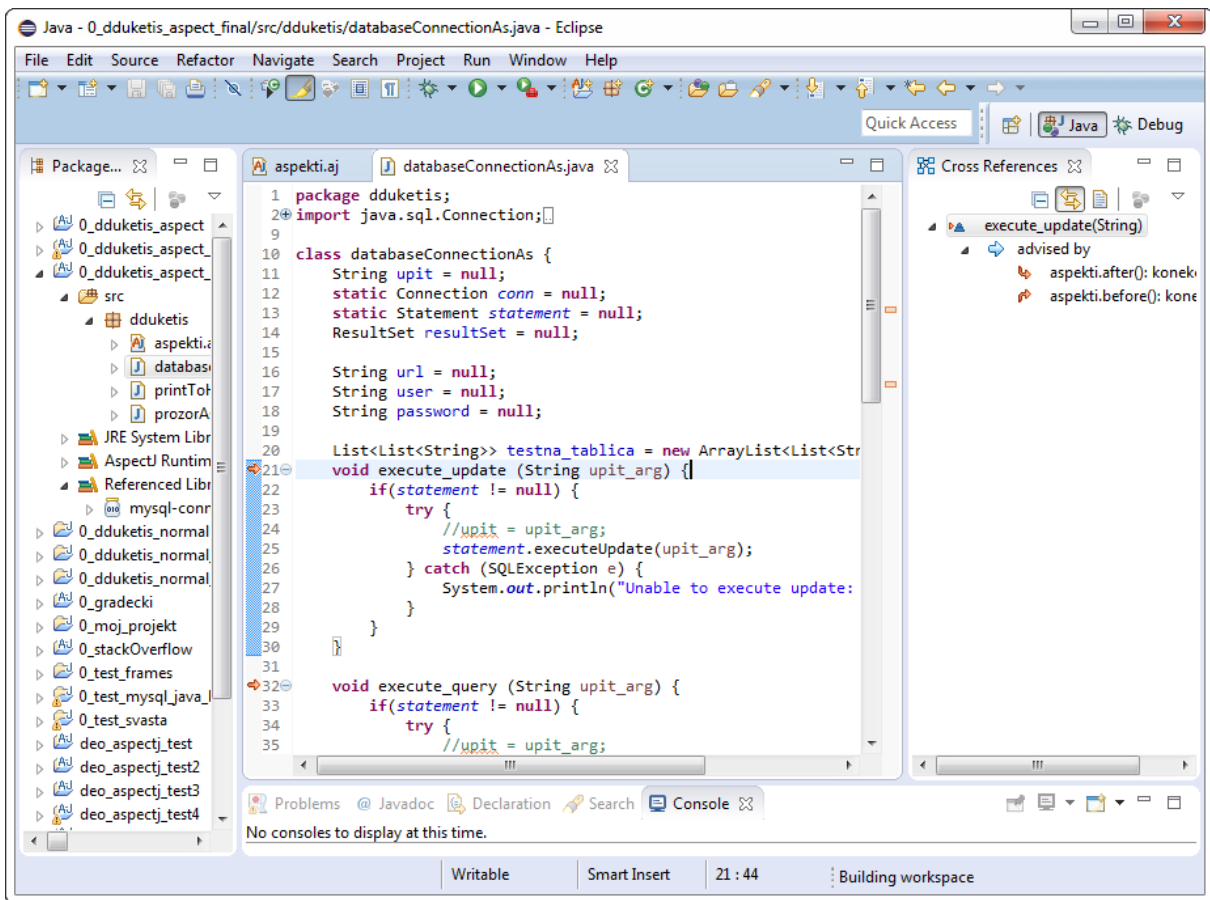 Java - 0_dduketis_aspect_final/src/dduketis/databaseConnectionAs.java - Eclipse
File Edit Source Refactor Navigate Search Project Run Window Help
Quick Access
Java
Debug
Package...
0_dduketis_aspect
0_dduketis_aspect_
0_dduketis_aspect_
src
dduketis
aspekti.a
databas
printTo
prozorA
JRE System Libr
AspectJ Runtim
Referenced Libr
mysql-conn
0_dduketis_normal
0_dduketis_normal_
0_dduketis_normal_
0_gradecki
0_moj_projekt
0_stackOverflow
0_test_frames
0_test_mysql_java_
0_test_svasta
deo_aspectj_test
deo_aspectj_test2
deo_aspectj_test3
deo_aspectj_test4
aspekti.aj
databaseConnectionAs.java
1 package dduketis;
2 import java.sql.Connection;
9
10 class databaseConnectionAs {
11 String upit = null;
12 static Connection conn = null;
13 static Statement statement = null;
14 ResultSet resultSet = null;
15
16 String url = null;
17 String user = null;
18 String password = null;
19
20 List<List<String>> testna_tablica = new ArrayList<List<Str
21 void execute_update (String upit_arg) {
22 if(statement != null) {
23 try {
24 //upit = upit_arg;
25 statement.executeUpdate(upit_arg);
26 } catch (SQLException e) {
27 System.out.println("Unable to execute update:
28 }
29 }
30 }
31
32 void execute_query (String upit_arg) {
33 if(statement != null) {
34 try {
35 //upit = upit_arg;
Cross References
execute_update(String)
advised by
aspekti.after(): konek
aspekti.before(): kone
Problems @ Javadoc Declaration Search Console
No consoles to display at this time.
Writable Smart Insert 21 : 44 Building workspace